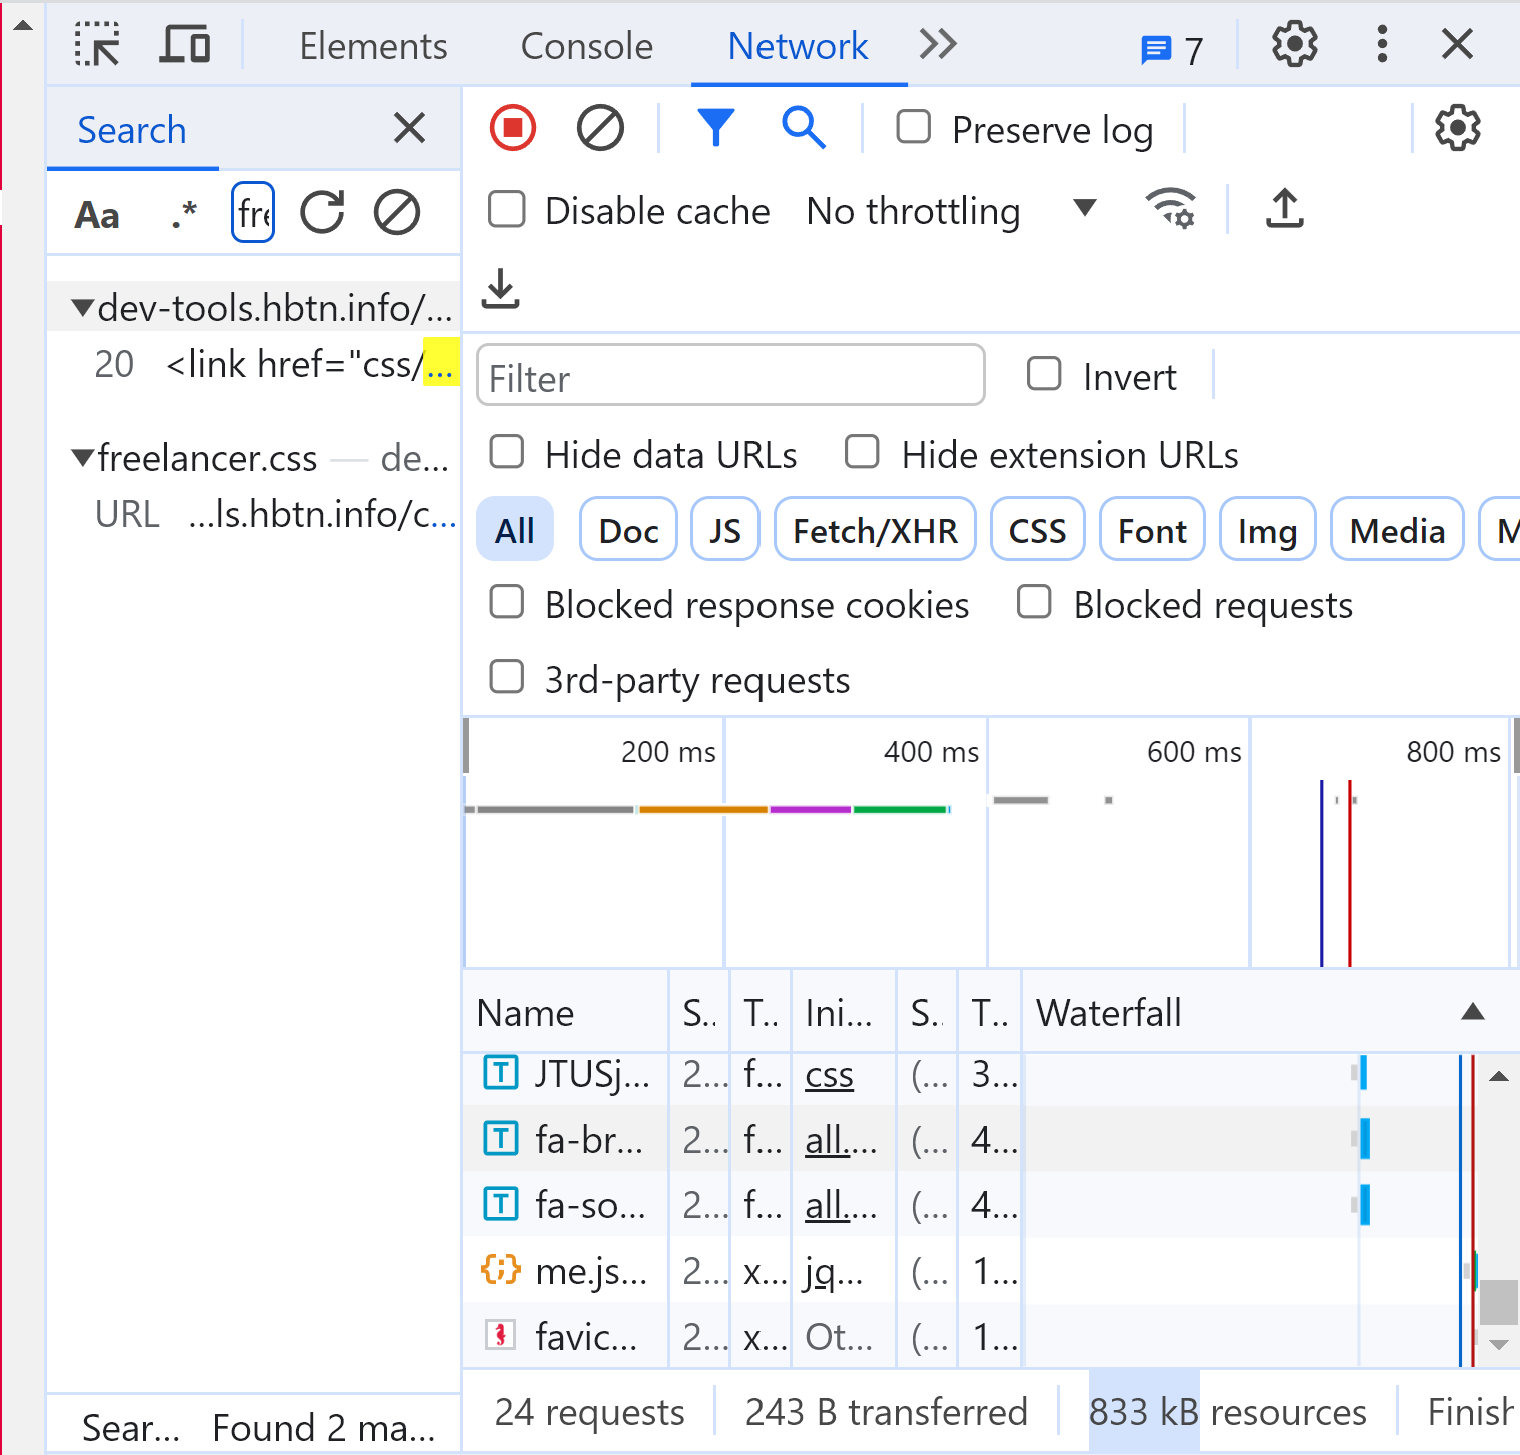 Elements Console Network 7
Search
Preserve log
Aa .* fre
Disable cache No throttling
dev-tools.hbtn.info/...
20 <link href="css/...
freelancer.css — de...
URL ...ls.hbtn.info/c...
Filter Invert
Hide data URLs Hide extension URLs
All Doc JS Fetch/XHR CSS Font Img Media M
Blocked response cookies Blocked requests
3rd-party requests
200 ms 400 ms 600 ms 800 ms
Name S.. T.. Ini... S.. T.. Waterfall
JTUSj... 2... f... css (... 3...
fa-br... 2... f... all.... (... 4...
fa-so... 2... f... all.... (... 4...
me.js... 2... x... jq... (... 1...
favic... 2... x... Ot... (... 1...
Sear... Found 2 ma...
24 requests 243 B transferred 833 kB resources Finish